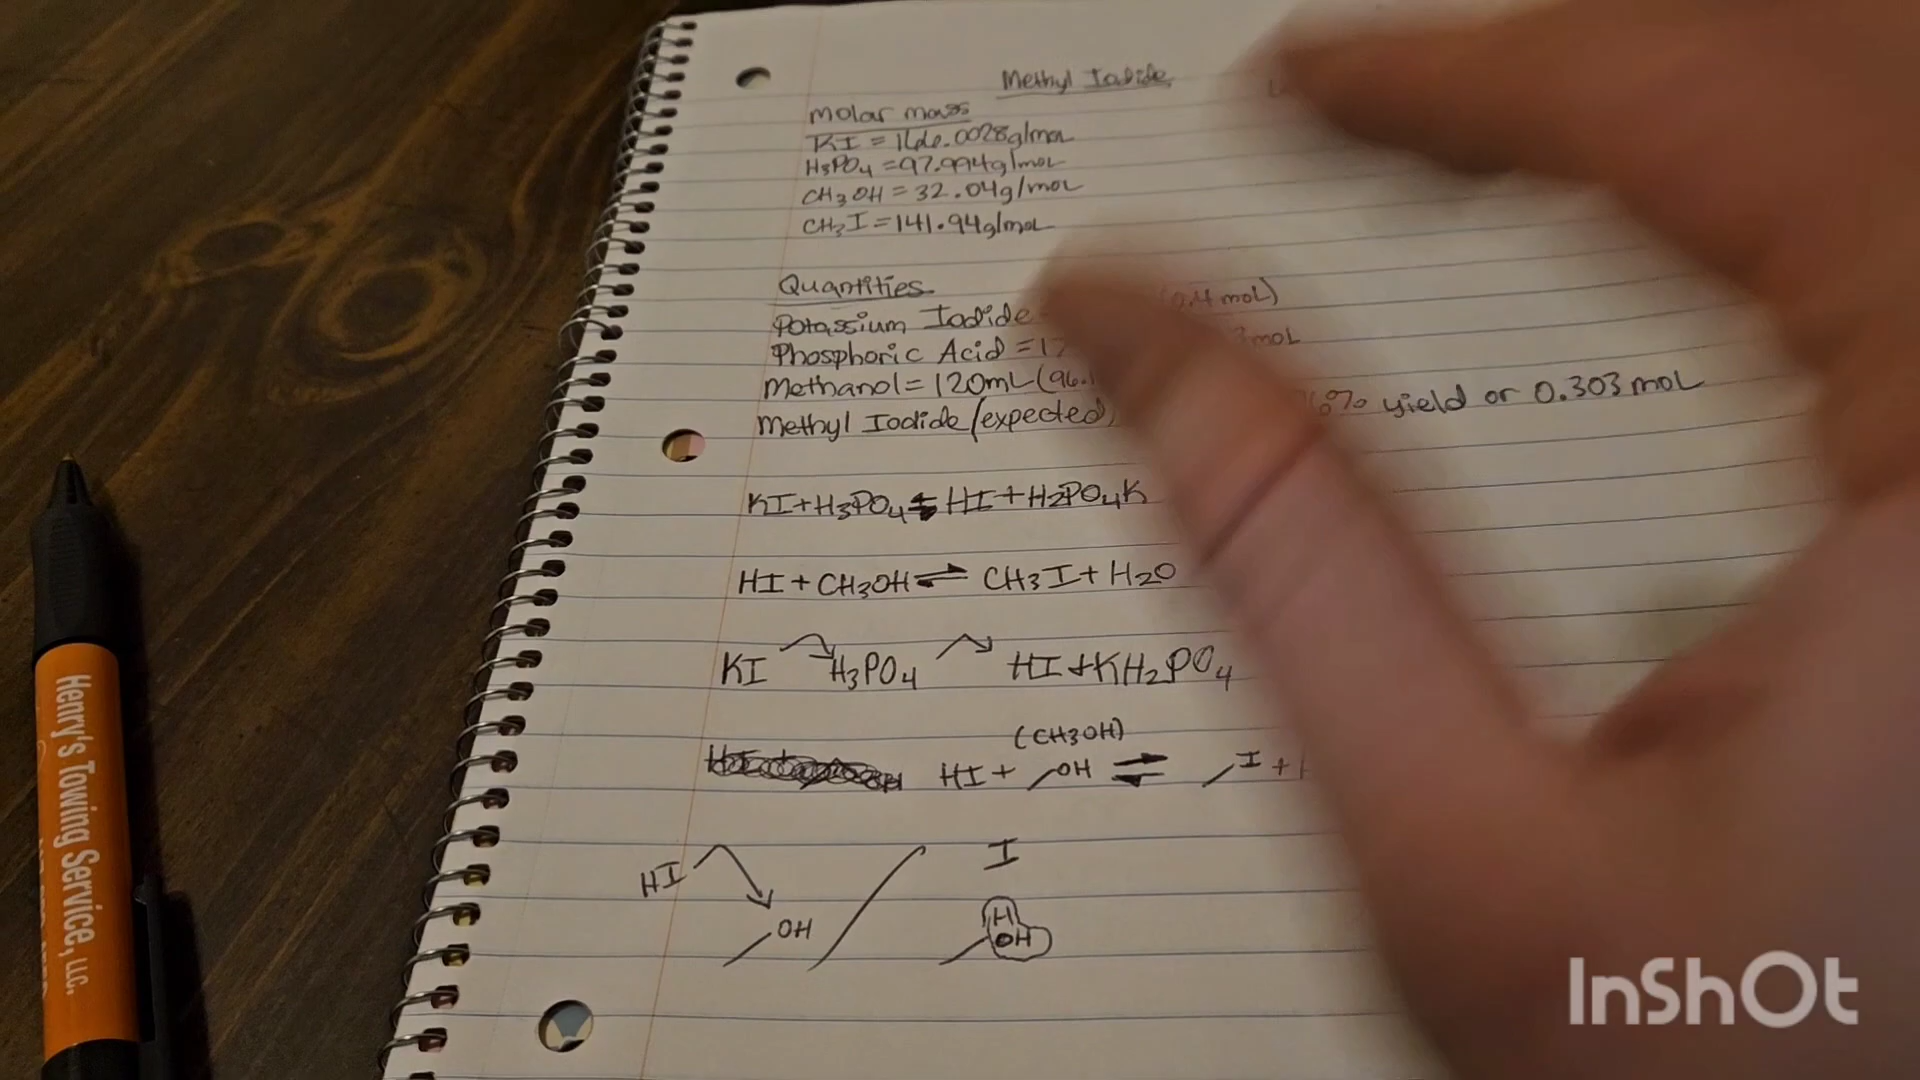 Methyl Iodide
Molar mass
KI = 166.0028g/mol
H3PO4 = 97.994g/mol
CH3OH = 32.04g/mol
CH3I = 141.94g/mol
Quantities
Potassium Iodide = (0.4 mol)
Phosphoric Acid = 17 mol
Methanol = 120mL (96.
Methyl Iodide (expected) 6% yield or 0.303 mol
KI + H3PO4 ⇌ HI + H2PO4K
HI + CH3OH ⇌ CH3I + H2O
KI H3PO4 HI + KH2PO4
(CH3OH)
HI + OH ⇌ I +
HI I
OH H
OH
Henry's Towing Service, LLC.
InShOt